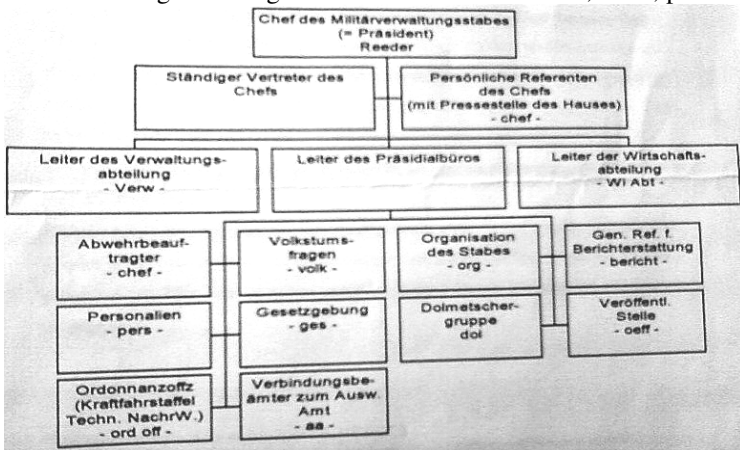 Chef des Militärverwaltungsstabes
(= Präsident)
Reeder
Ständiger Vertreter des
Chefs
Persönliche Referenten
des Chefs
(mit Pressestelle des Hauses)
- chef -
Leiter des Verwaltungs-
abteilung
- Verw -
Leiter des Präsidialbüros
Leiter der Wirtschafts-
abteilung
- Wi Abt -
Abwehrbeauf-
tragter
- chef -
Volkstums-
fragen
- volk -
Organisation
des Stabes
- org -
Gen. Ref. f.
Berichterstattung
- bericht -
Personalien
- pers -
Gesetzgebung
- ges -
Dolmetscher-
gruppe
dol
Veröffentl.
Stelle
- oeff -
Ordonnanzoffz
(Kraftfahrstaffel
Techn. NachrW.)
- ord off -
Verbindungsbe-
ämter zum Ausw.
Amt
- aa -